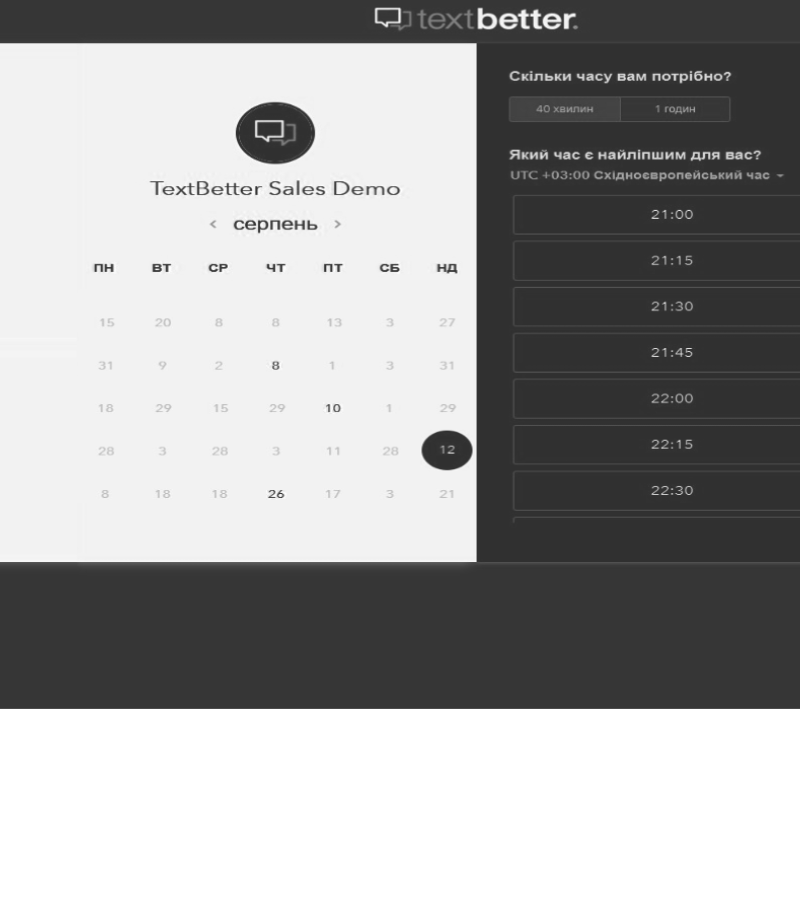 textbetter.
TextBetter Sales Demo
< серпень >
ПН ВТ СР ЧТ ПТ СБ НД
15 20 8 8 13 3 27
31 9 2 8 1 3 31
18 29 15 29 10 1 29
28 3 28 3 11 28 12
8 18 18 26 17 3 21
Скільки часу вам потрібно?
40 хвилин 1 годин
Який час є найліпшим для вас?
UTC +03:00 Східноєвропейський час
21:00
21:15
21:30
21:45
22:00
22:15
22:30